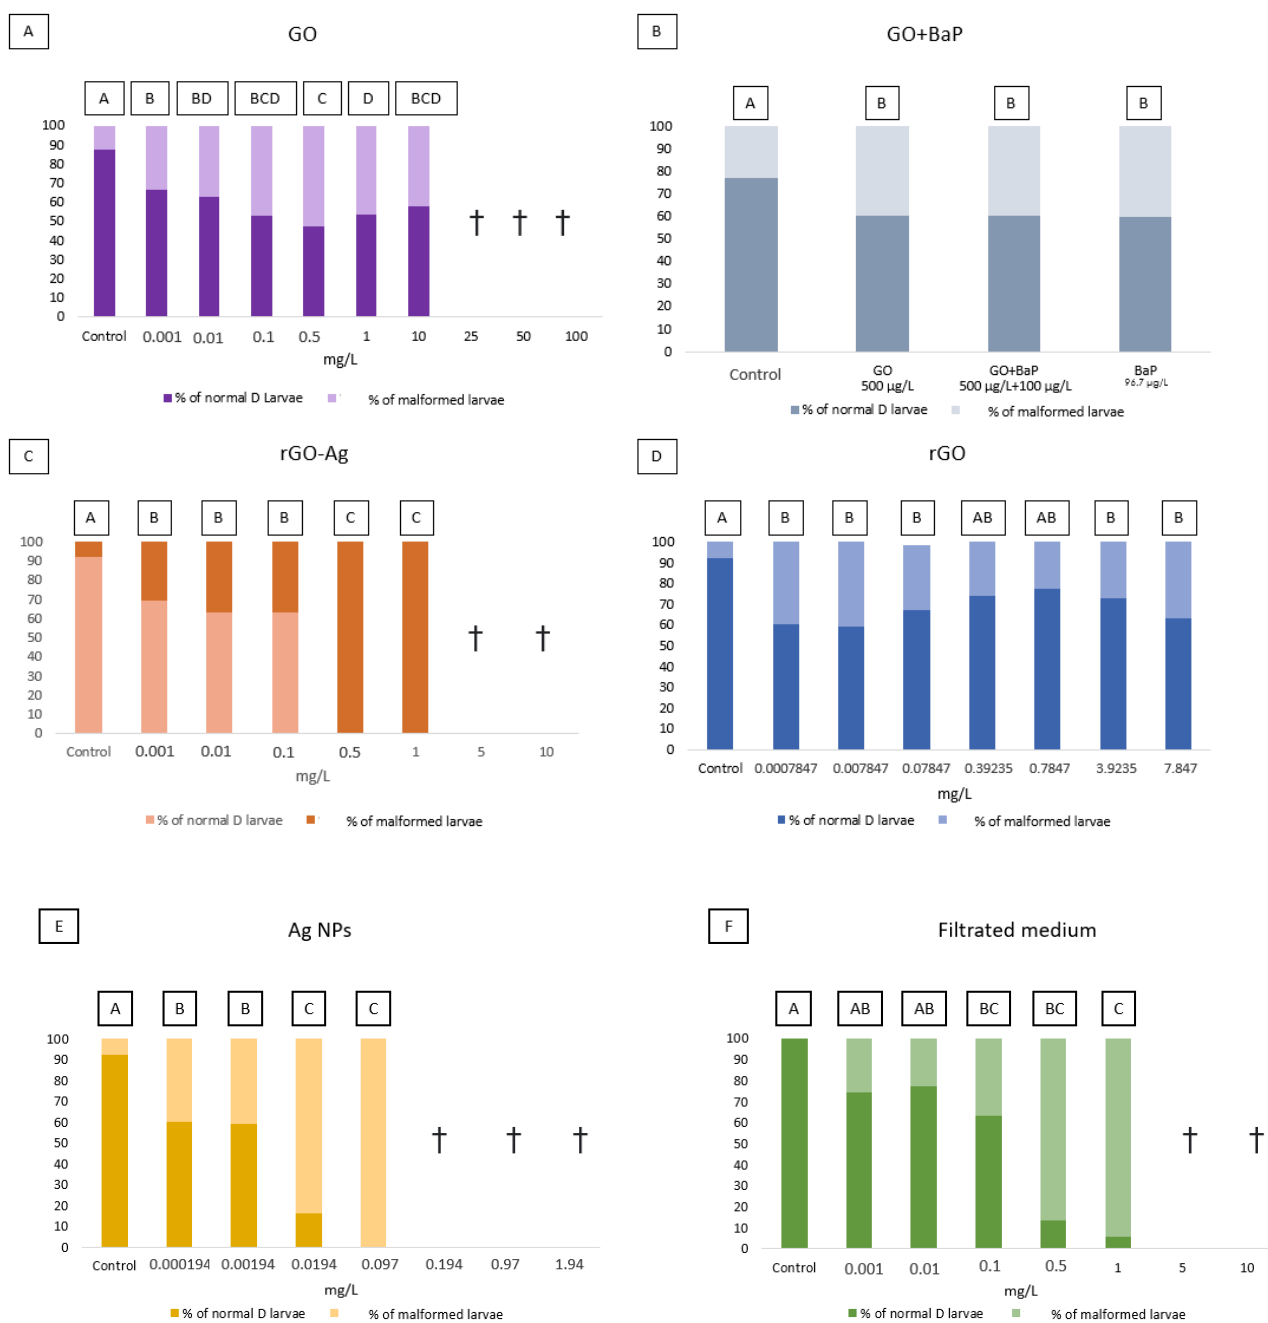 A
GO
A B BD BCD C D BCD
100
90
80
70
60
50
40
30
20
10
0
† † †
Control 0.001 0.01 0.1 0.5 1 10 25 50 100
mg/L
% of normal D Larvae % of malformed larvae
B
GO+BaP
A B B B
100
90
80
70
60
50
40
30
20
10
0
Control GO GO+BaP BaP
500 µg/L 500 µg/L+100 µg/L 96.7 µg/L
% of normal D larvae % of malformed larvae
C
rGO-Ag
A B B B C C
100
90
80
70
60
50
40
30
20
10
0
† †
Control 0.001 0.01 0.1 0.5 1 5 10
mg/L
% of normal D larvae % of malformed larvae
D
rGO
A B B B AB AB B B
100
90
80
70
60
50
40
30
20
10
0
Control 0.0007847 0.007847 0.07847 0.39235 0.7847 3.9235 7.847
mg/L
% of normal D larvae % of malformed larvae
E
Ag NPs
A B B C C
100
90
80
70
60
50
40
30
20
10
0
† † †
Control 0.000194 0.00194 0.0194 0.097 0.194 0.97 1.94
mg/L
% of normal D larvae % of malformed larvae
F
Filtrated medium
A AB AB BC BC C
100
90
80
70
60
50
40
30
20
10
0
† †
Control 0.001 0.01 0.1 0.5 1 5 10
mg/L
% of normal D larvae % of malformed larvae